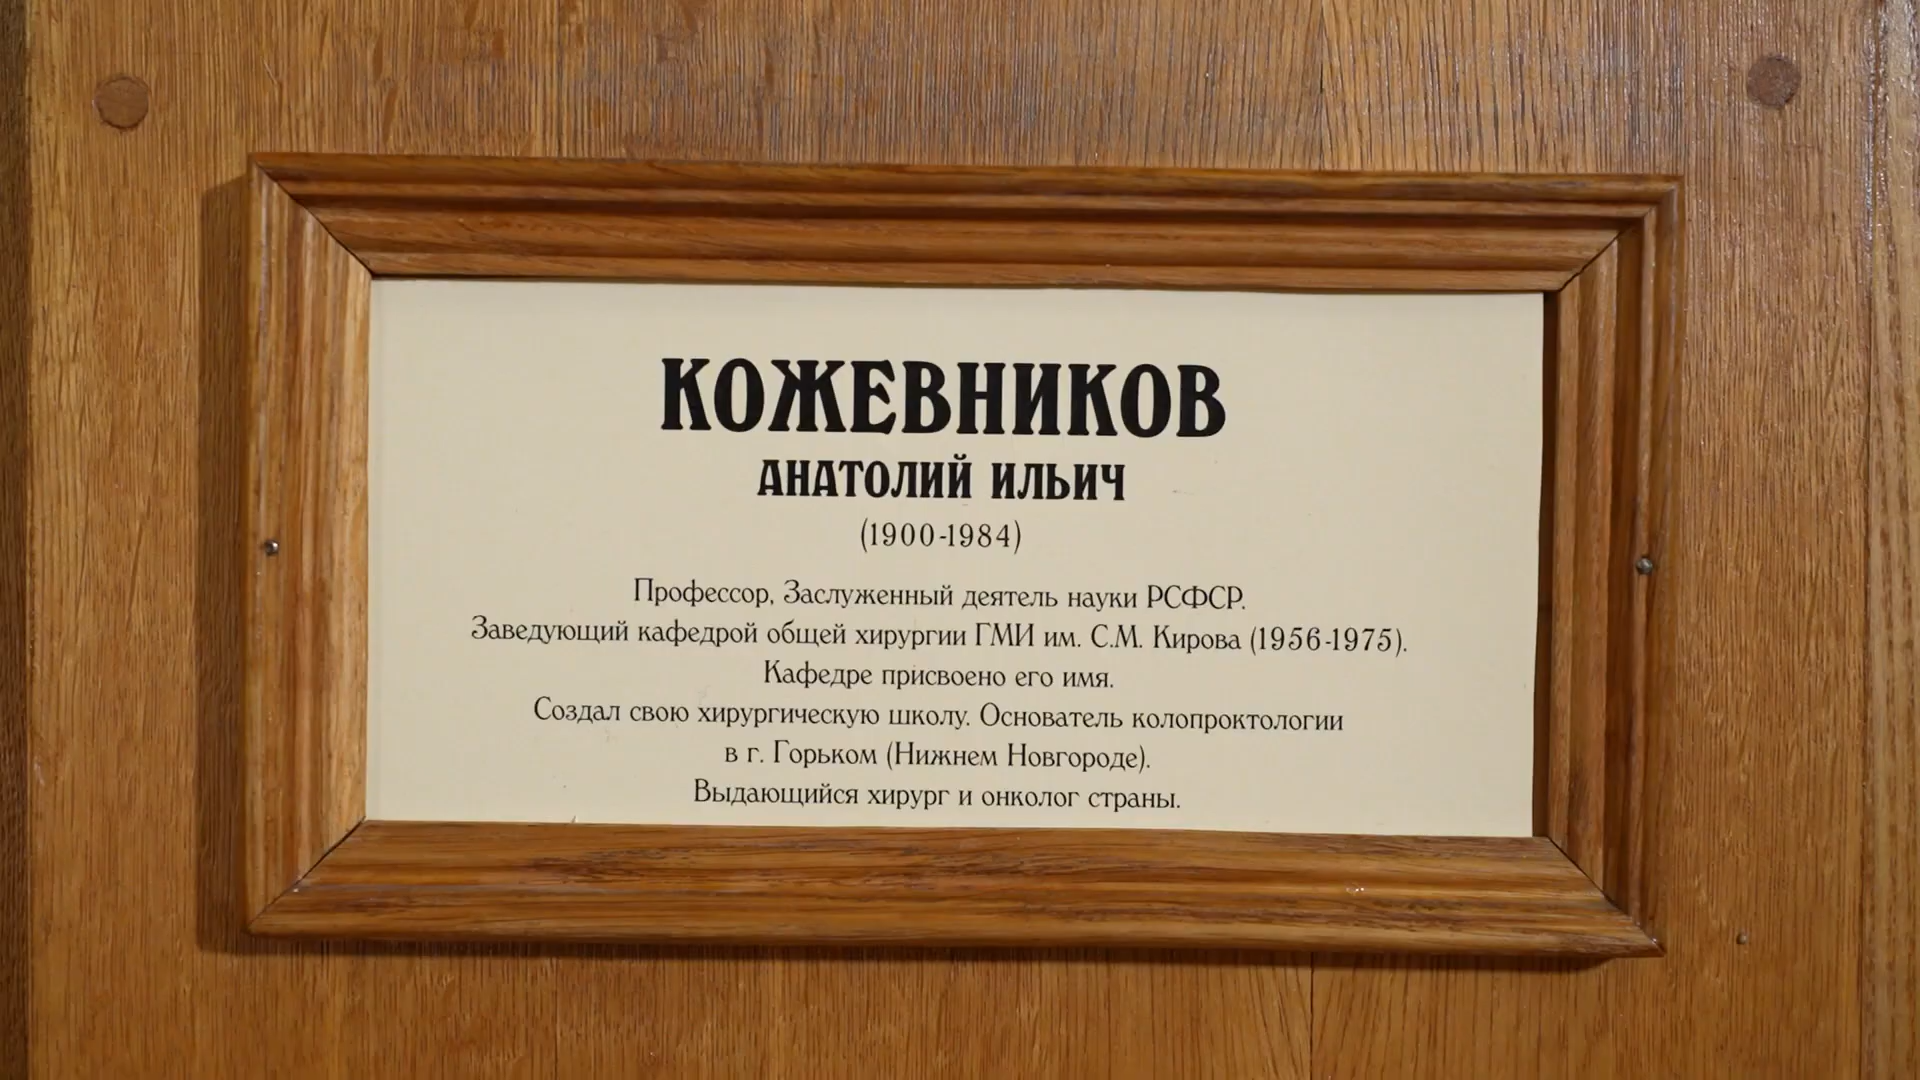 КОЖЕВНИКОВ
АНАТОЛИЙ ИЛЬИЧ
(1900-1984)
Профессор, Заслуженный деятель науки РСФСР.
Заведующий кафедрой общей хирургии ГМИ им. С.М. Кирова (1956-1975).
Кафедре присвоено его имя.
Создал свою хирургическую школу. Основатель колопроктологии
в г. Горьком (Нижнем Новгороде).
Выдающийся хирург и онколог страны.